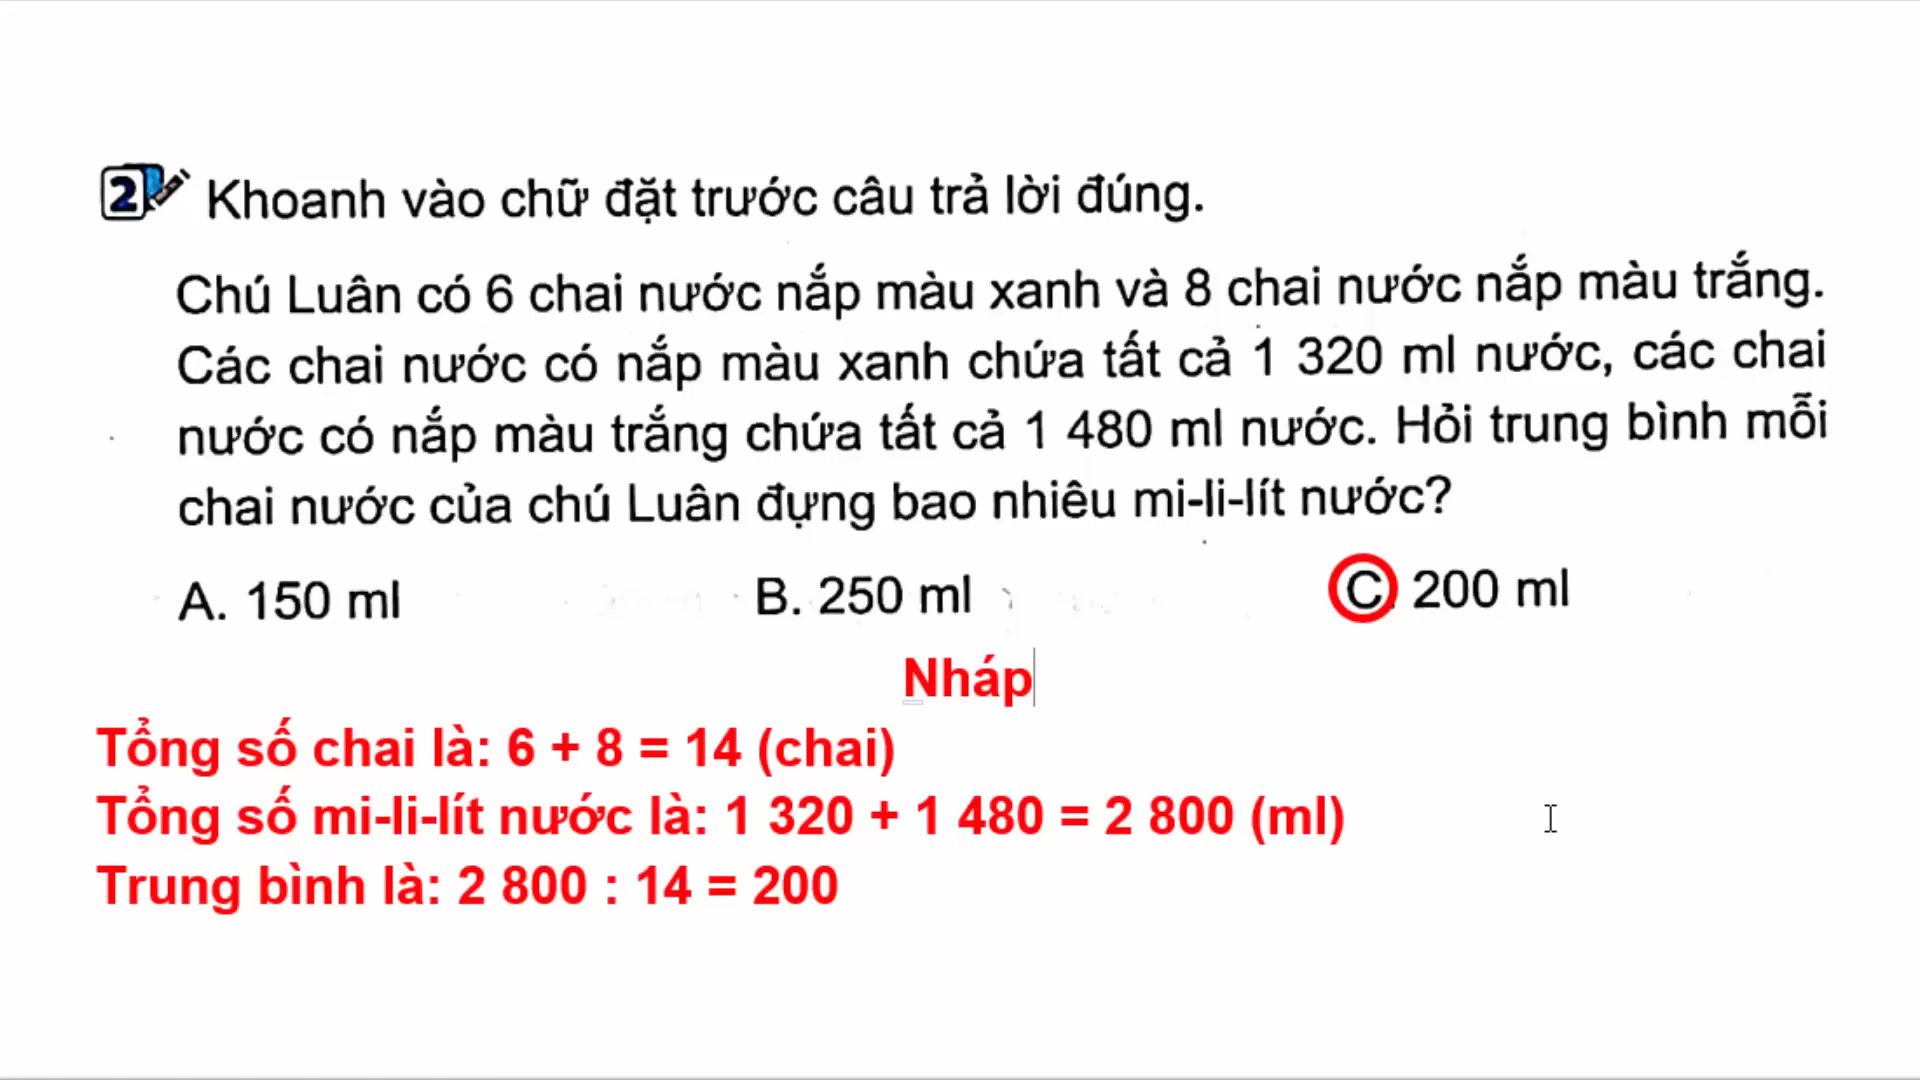 2 Khoanh vào chữ đặt trước câu trả lời đúng.
Chú Luân có 6 chai nước nắp màu xanh và 8 chai nước nắp màu trắng.
Các chai nước có nắp màu xanh chứa tất cả 1 320 ml nước, các chai
nước có nắp màu trắng chứa tất cả 1 480 ml nước. Hỏi trung bình mỗi
chai nước của chú Luân đựng bao nhiêu mi-li-lít nước?
A. 150 ml B. 250 ml C. 200 ml
Nháp
Tổng số chai là: 6 + 8 = 14 (chai)
Tổng số mi-li-lít nước là: 1 320 + 1 480 = 2 800 (ml)
Trung bình là: 2 800 : 14 = 200